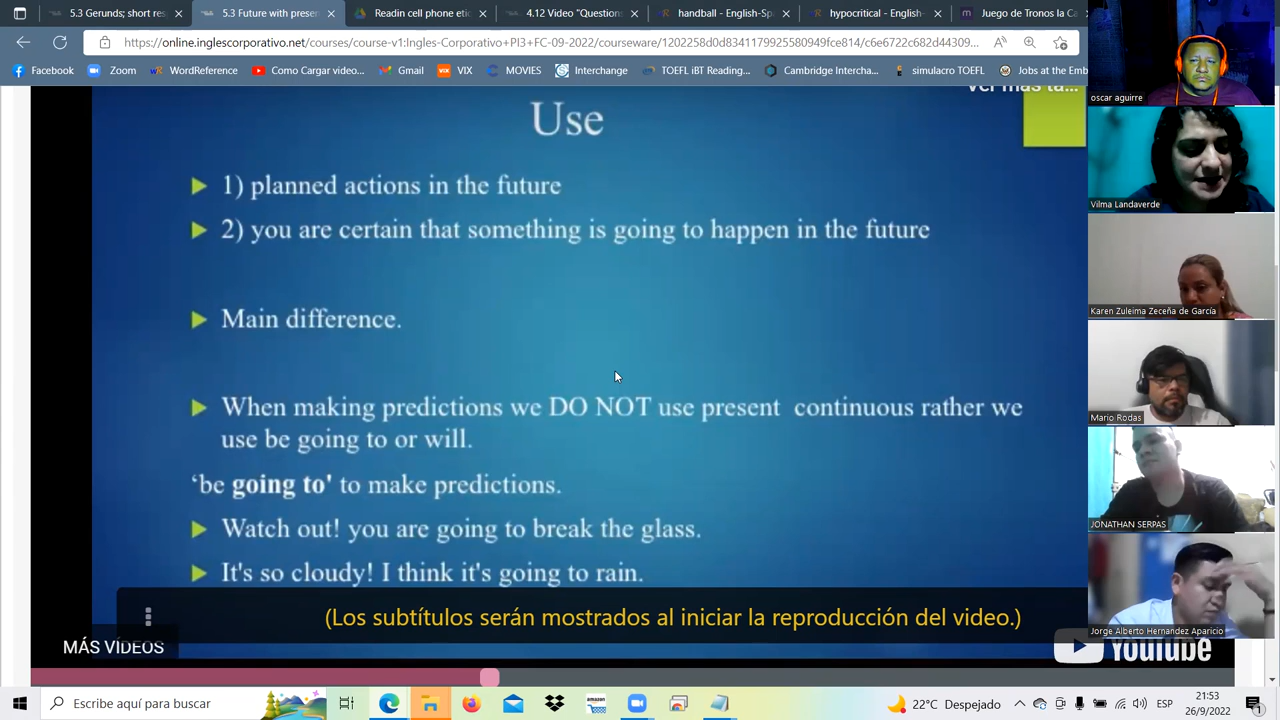 5.3 Gerunds; short resp
5.3 Future with present
Readin cell phone eti
4.12 Video "Questions
handball - English-Sp
hypocritical - English-
Juego de Tronos la Ca
https://online.inglescorporativo.net/courses/course-v1:Ingles-Corporativo+PI3+FC-09-2022/courseware/1202258d0d8341179925580949fce814/c6e6722c682d44309...
Facebook
Zoom
WordReference
Como Cargar video...
Gmail
VIX
MOVIES
Interchange
TOEFL iBT Reading...
Cambridge Intercha...
simulacro TOEFL
Jobs at the Emb
Ver más ta...
Use
1) planned actions in the future
2) you are certain that something is going to happen in the future
Main difference.
When making predictions we DO NOT use present continuous rather we
use be going to or will.
'be going to' to make predictions.
Watch out! you are going to break the glass.
It's so cloudy! I think it's going to rain.
(Los subtítulos serán mostrados al iniciar la reproducción del video.)
MÁS VÍDEOS
YouTube
oscar aguirre
Vilma Landaverde
Karen Zuleima Zeceña de García
Mario Rodas
JONATHAN SERPAS
Jorge Alberto Hernandez Aparicio
Escribe aquí para buscar
22°C Despejado
ESP
21:53
26/9/2022